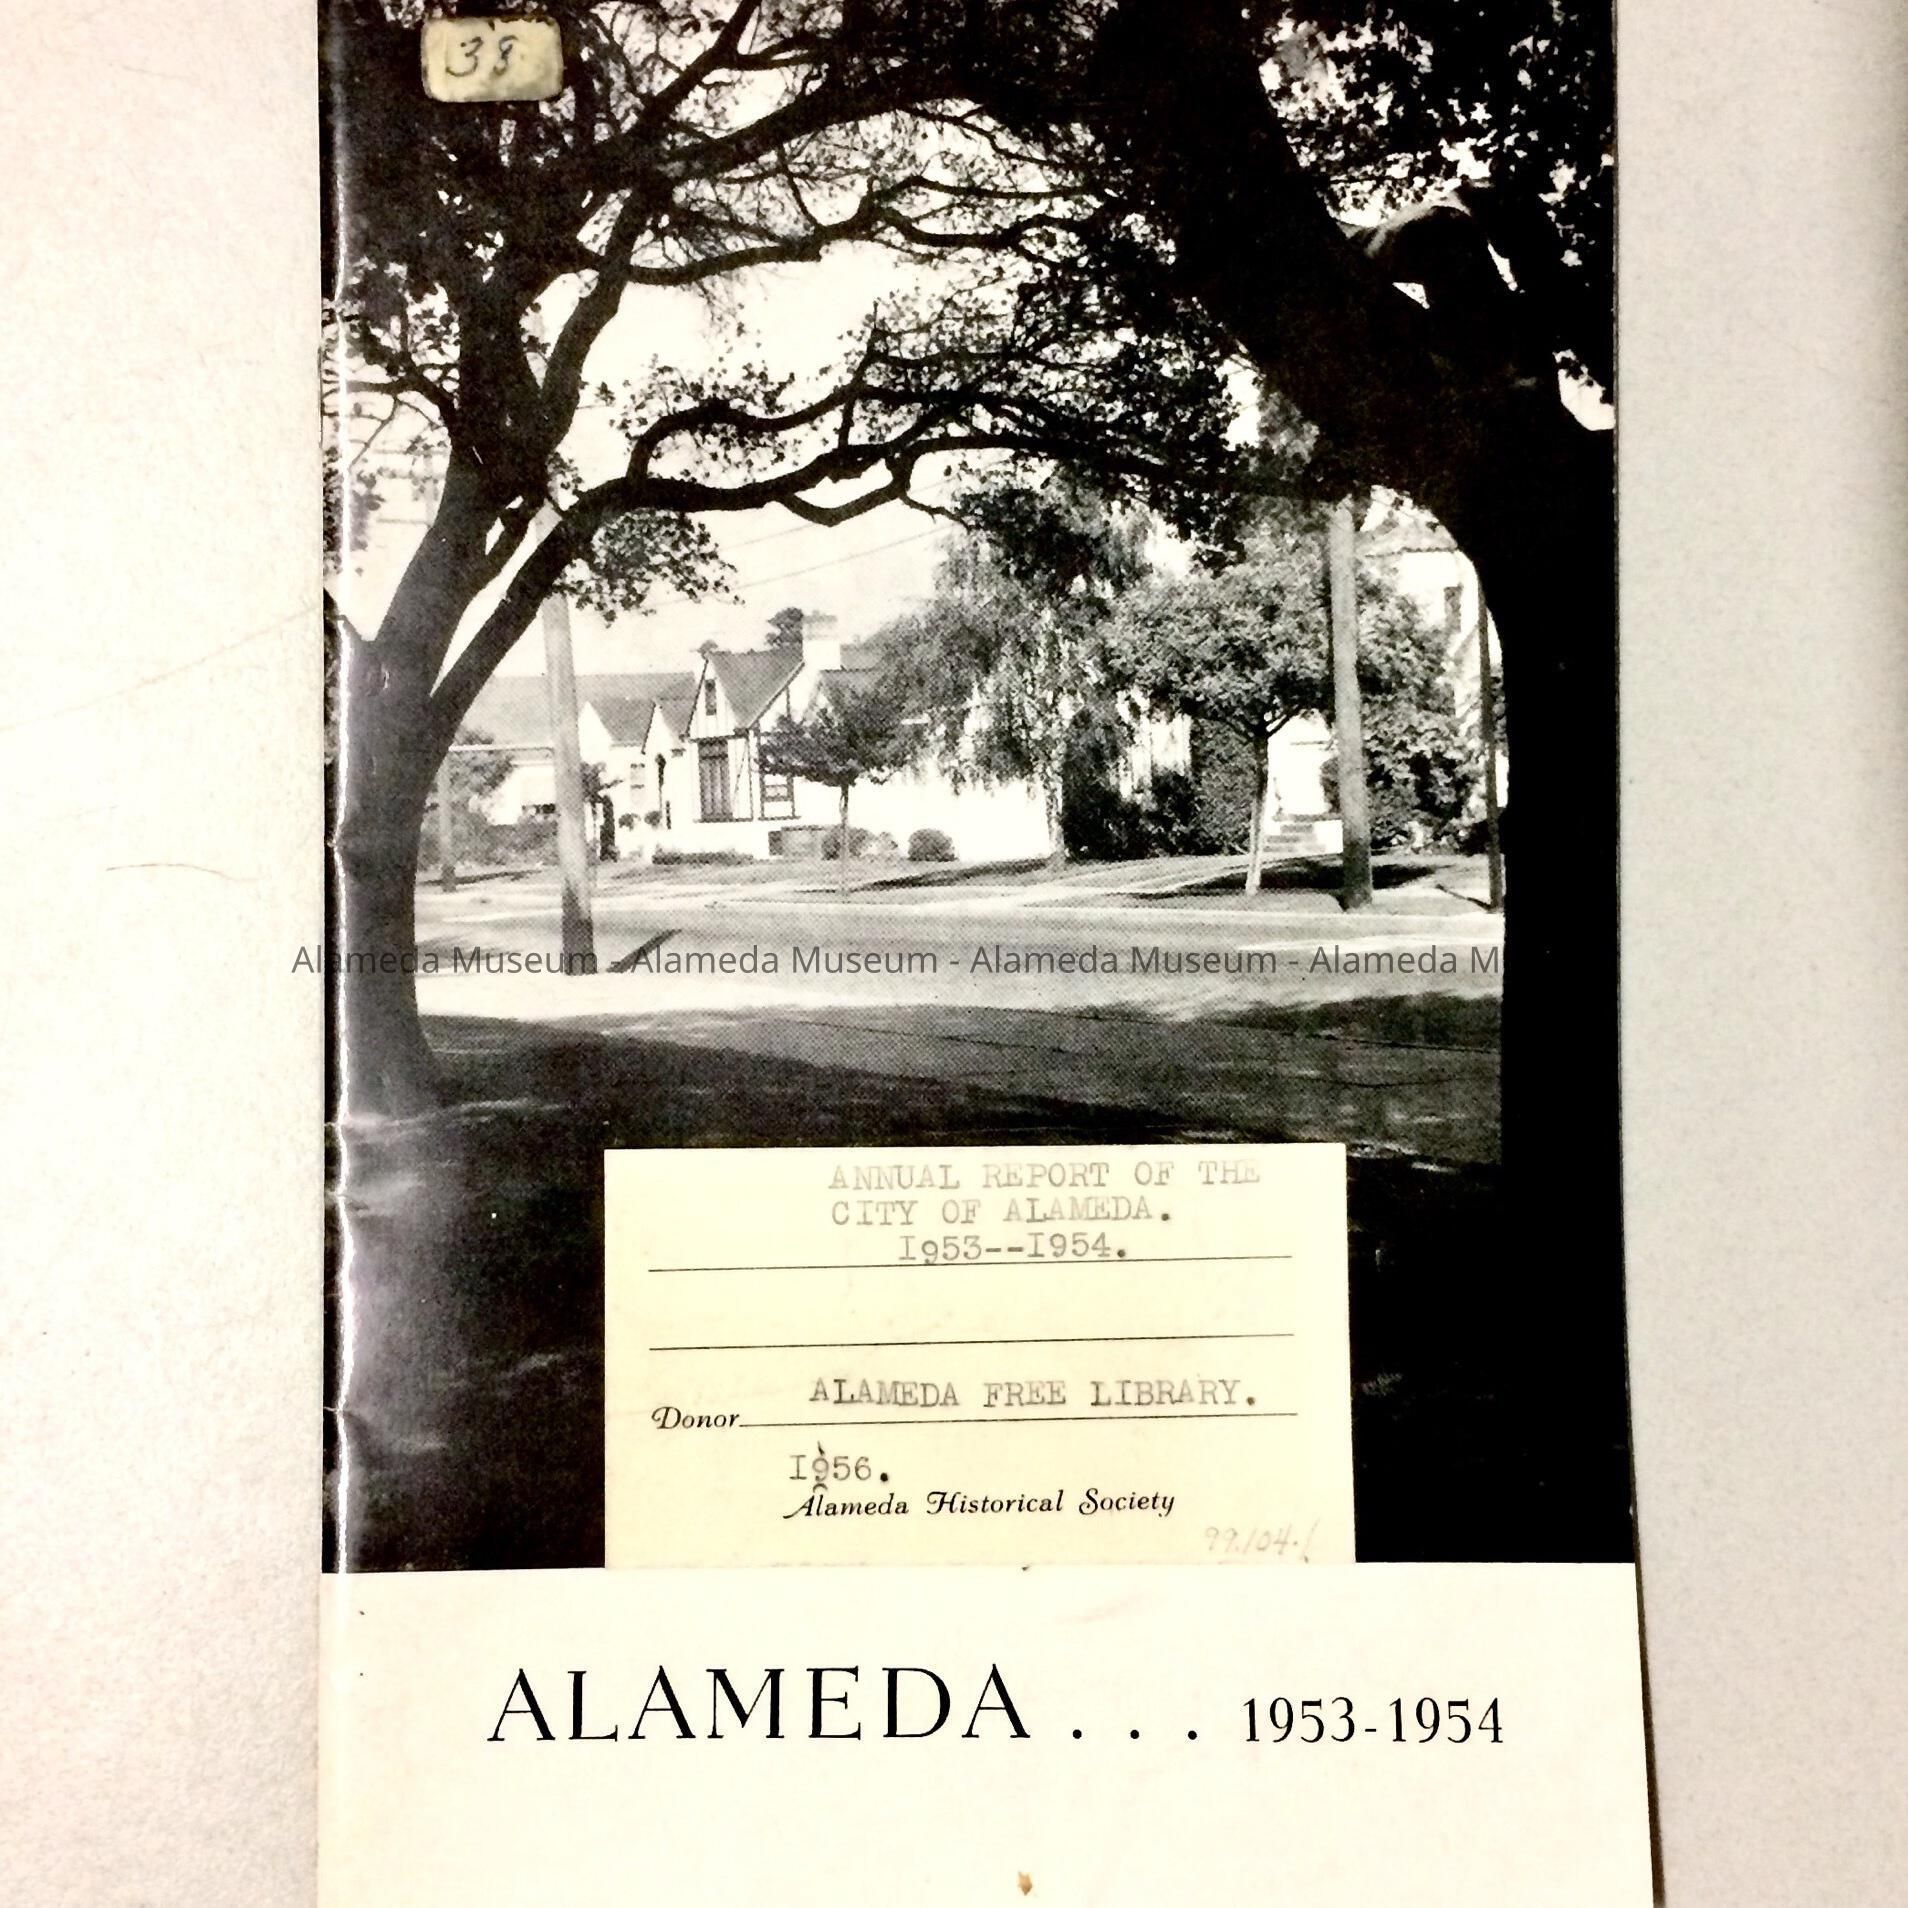 38
Alameda Museum - Alameda Museum - Alameda Museum - Alameda M
ANNUAL REPORT OF THE
CITY OF ALAMEDA.
1953--1954.
ALAMEDA FREE LIBRARY.
Donor
1956.
Alameda Historical Society
99.104.1
ALAMEDA . . . 1953-1954